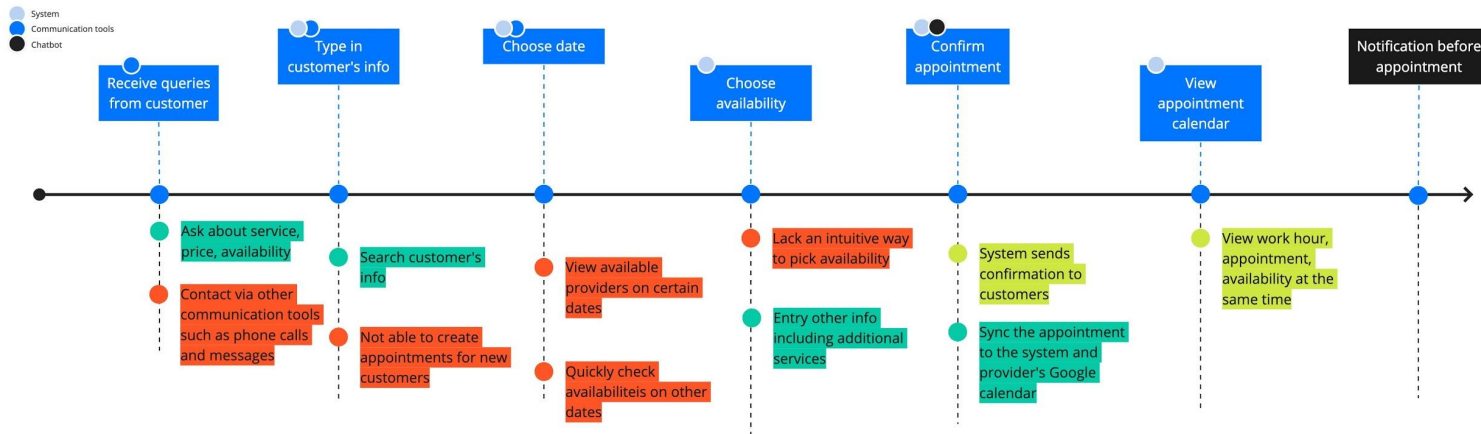 System
Communication tools
Chatbot
Receive queries
from customer
Type in
customer's info
Choose date
Choose
availability
Confirm
appointment
View
appointment
calendar
Notification before
appointment
Ask about service,
price, availability
Contact via other
communication tools
such as phone calls
and messages
Search customer's
info
Not able to create
appointments for new
customers
View available
providers on certain
dates
Quickly check
availabiliteis on other
dates
Lack an intuitive way
to pick availability
Entry other info
including additional
services
System sends
confirmation to
customers
Sync the appointment
to the system and
provider's Google
calendar
View work hour,
appointment,
availability at the
same time